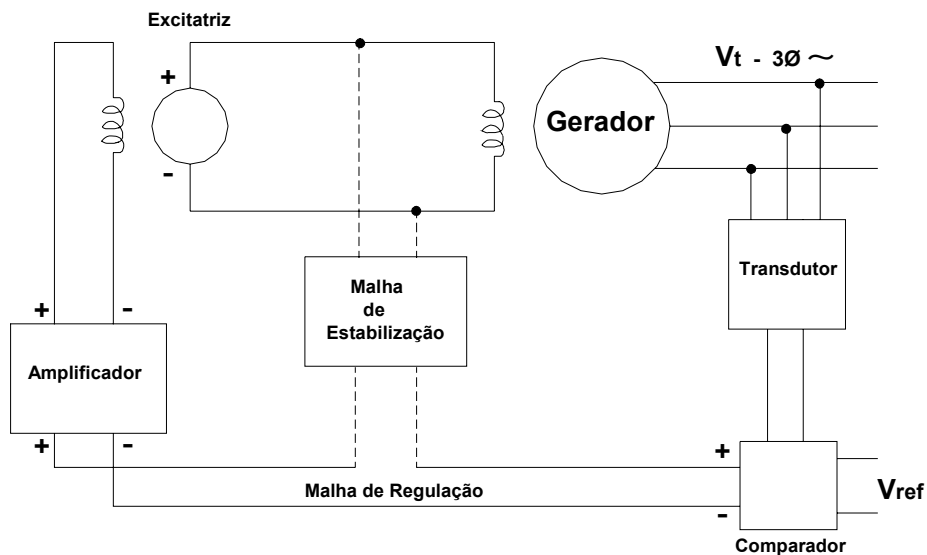 Excitatriz
Vt - 3Ø ~
+
Gerador
-
Transdutor
Malha
de
Estabilização
+ -
Amplificador
+ -
+
Malha de Regulação
Vref
-
Comparador